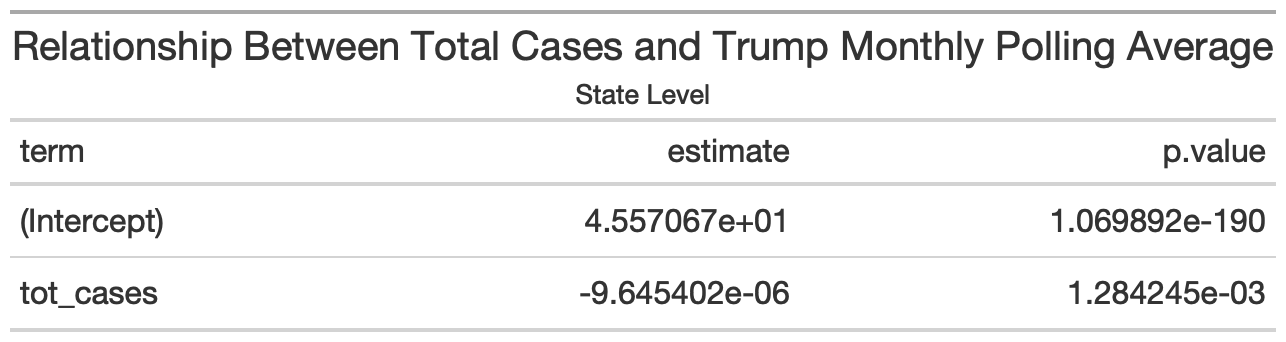 Relationship Between Total Cases and Trump Monthly Polling Average
State Level
term estimate p.value
(Intercept) 4.557067e+01 1.069892e-190
tot_cases -9.645402e-06 1.284245e-03